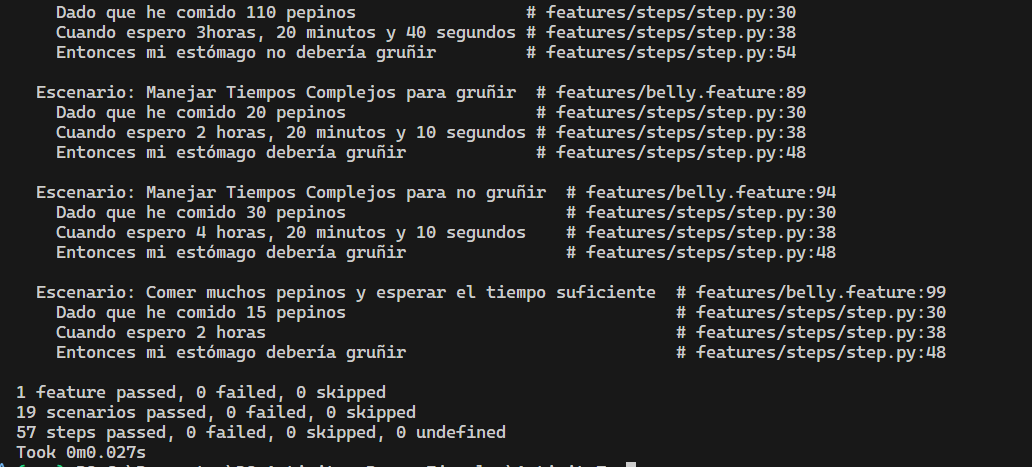 Dado que he comido 110 pepinos # features/steps/step.py:30
Cuando espero 3horas, 20 minutos y 40 segundos # features/steps/step.py:38
Entonces mi estómago no debería gruñir # features/steps/step.py:54
Escenario: Manejar Tiempos Complejos para gruñir # features/belly.feature:89
Dado que he comido 20 pepinos # features/steps/step.py:30
Cuando espero 2 horas, 20 minutos y 10 segundos # features/steps/step.py:38
Entonces mi estómago debería gruñir # features/steps/step.py:48
Escenario: Manejar Tiempos Complejos para no gruñir # features/belly.feature:94
Dado que he comido 30 pepinos # features/steps/step.py:30
Cuando espero 4 horas, 20 minutos y 10 segundos # features/steps/step.py:38
Entonces mi estómago debería gruñir # features/steps/step.py:48
Escenario: Comer muchos pepinos y esperar el tiempo suficiente # features/belly.feature:99
Dado que he comido 15 pepinos # features/steps/step.py:30
Cuando espero 2 horas # features/steps/step.py:38
Entonces mi estómago debería gruñir # features/steps/step.py:48
1 feature passed, 0 failed, 0 skipped
19 scenarios passed, 0 failed, 0 skipped
57 steps passed, 0 failed, 0 skipped, 0 undefined
Took 0m0.027s